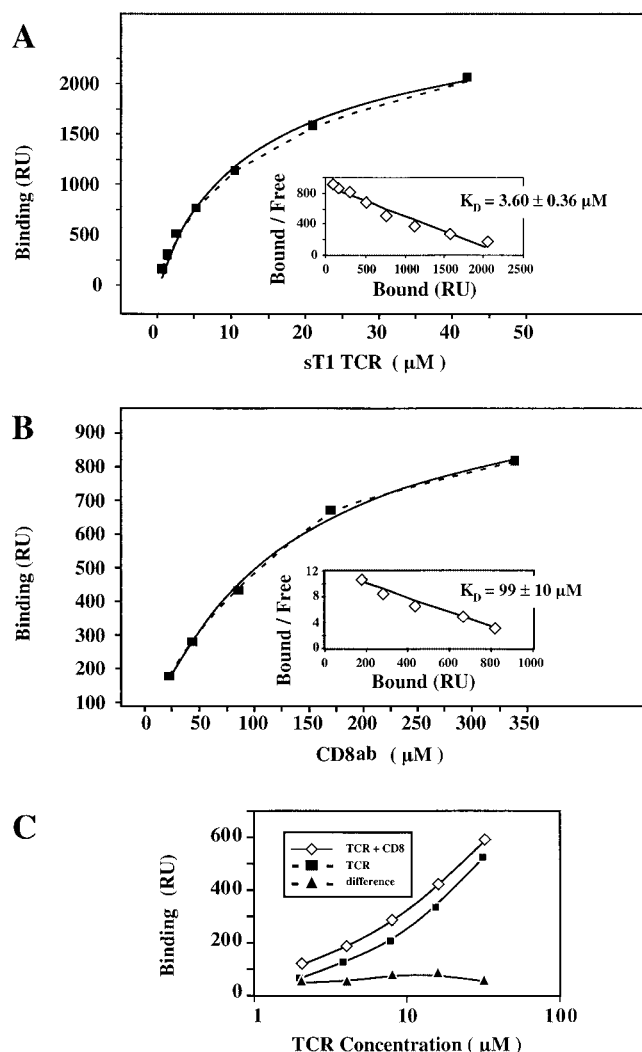 A
2000
1500
1000
500
0
Binding (RU)
0 10 20 30 40 50
sT1 TCR ( μM )
800
400
0
Bound / Free
K_D = 3.60 ± 0.36 μM
0 500 1000 1500 2000 2500
Bound (RU)
B
900
800
700
600
500
400
300
200
100
Binding (RU)
0 50 100 150 200 250 300 350
CD8ab ( μM )
12
8
4
0
Bound / Free
K_D = 99 ± 10 μM
0 200 400 600 800 1000
Bound (RU)
C
600
400
200
0
Binding (RU)
TCR + CD8
TCR
difference
1 10 100
TCR Concentration ( μM )